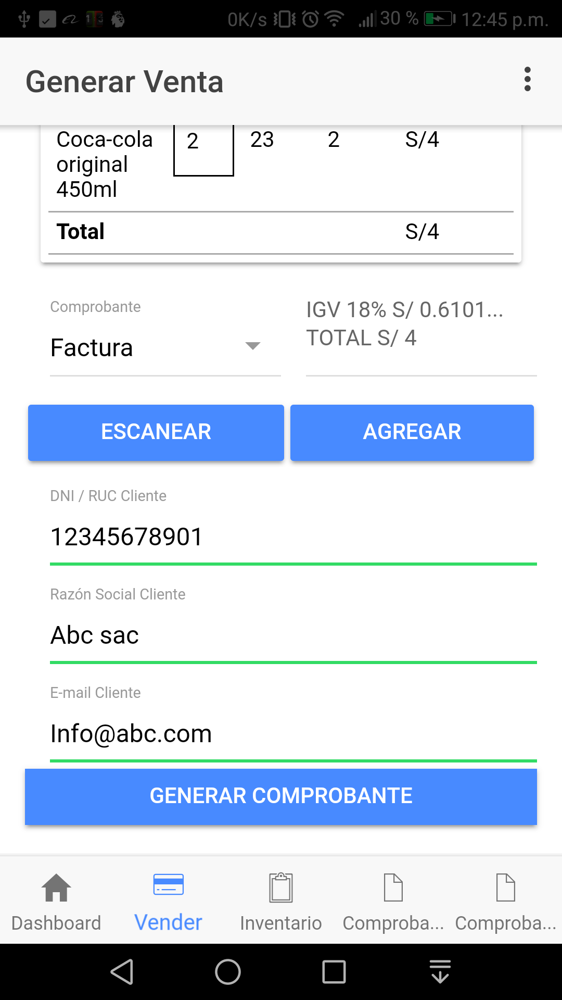 0K/s 30 % 12:45 p.m.
Generar Venta
Coca-cola original 450ml 2 23 2 S/4
Total S/4
Comprobante
Factura
IGV 18% S/ 0.6101...
TOTAL S/ 4
ESCANEAR AGREGAR
DNI / RUC Cliente
12345678901
Razón Social Cliente
Abc sac
E-mail Cliente
Info@abc.com
GENERAR COMPROBANTE
Dashboard Vender Inventario Comproba... Comproba...